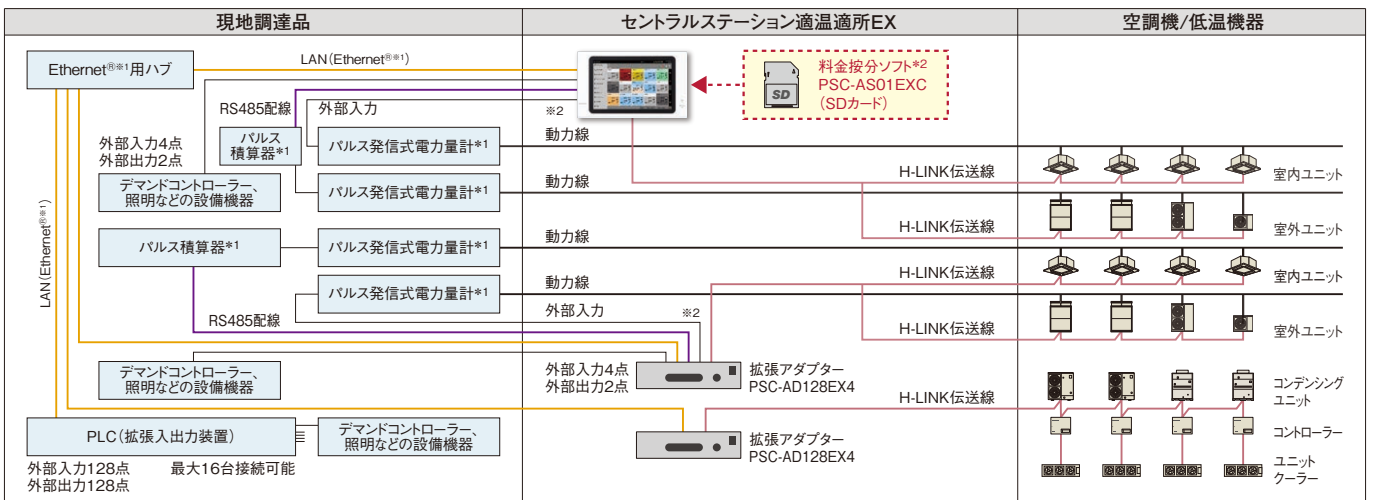 現地調達品
セントラルステーション適温適所EX
空調機/低温機器
Ethernet®※1用ハブ
LAN(Ethernet®※1)
料金按分ソフト*2
PSC-AS01EXC
(SDカード)
SD
RS485配線
外部入力
※2
動力線
パルス
積算器*1
パルス発信式電力量計*1
外部入力4点
外部出力2点
H-LINK伝送線
室内ユニット
デマンドコントローラー、
照明などの設備機器
パルス発信式電力量計*1
動力線
H-LINK伝送線
室外ユニット
LAN(Ethernet®※1)
パルス積算器*1
パルス発信式電力量計*1
動力線
H-LINK伝送線
室内ユニット
パルス発信式電力量計*1
動力線
RS485配線
外部入力
※2
H-LINK伝送線
室外ユニット
デマンドコントローラー、
照明などの設備機器
外部入力4点
外部出力2点
拡張アダプター
PSC-AD128EX4
H-LINK伝送線
コンデンシング
ユニット
PLC(拡張入出力装置)
デマンドコントローラー、
照明などの設備機器
拡張アダプター
PSC-AD128EX4
コントローラー
外部入力128点
外部出力128点
最大16台接続可能
ユニット
クーラー